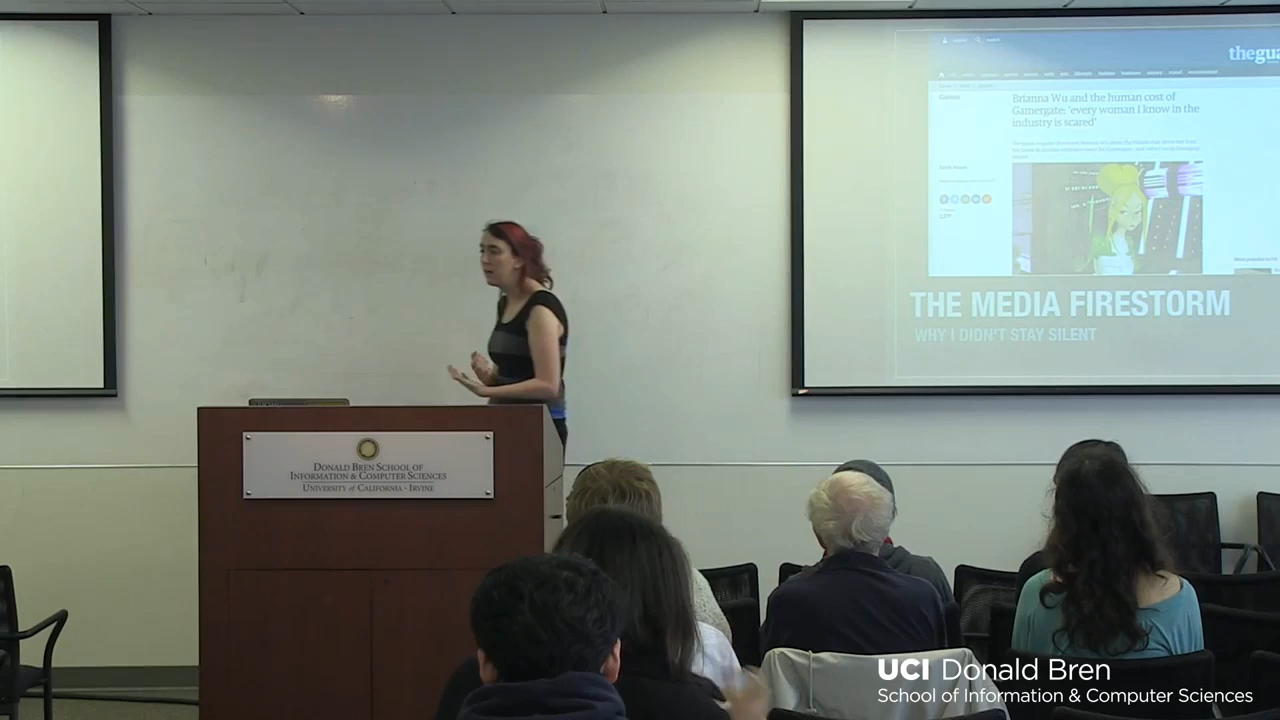 thegua
Games
Brianna Wu and the human cost of
Gamergate: 'every woman I know in the
industry is scared'
THE MEDIA FIRESTORM
WHY I DIDN'T STAY SILENT
DONALD BREN SCHOOL OF
INFORMATION & COMPUTER SCIENCES
UNIVERSITY of CALIFORNIA · IRVINE
UCI Donald Bren
School of Information & Computer Sciences